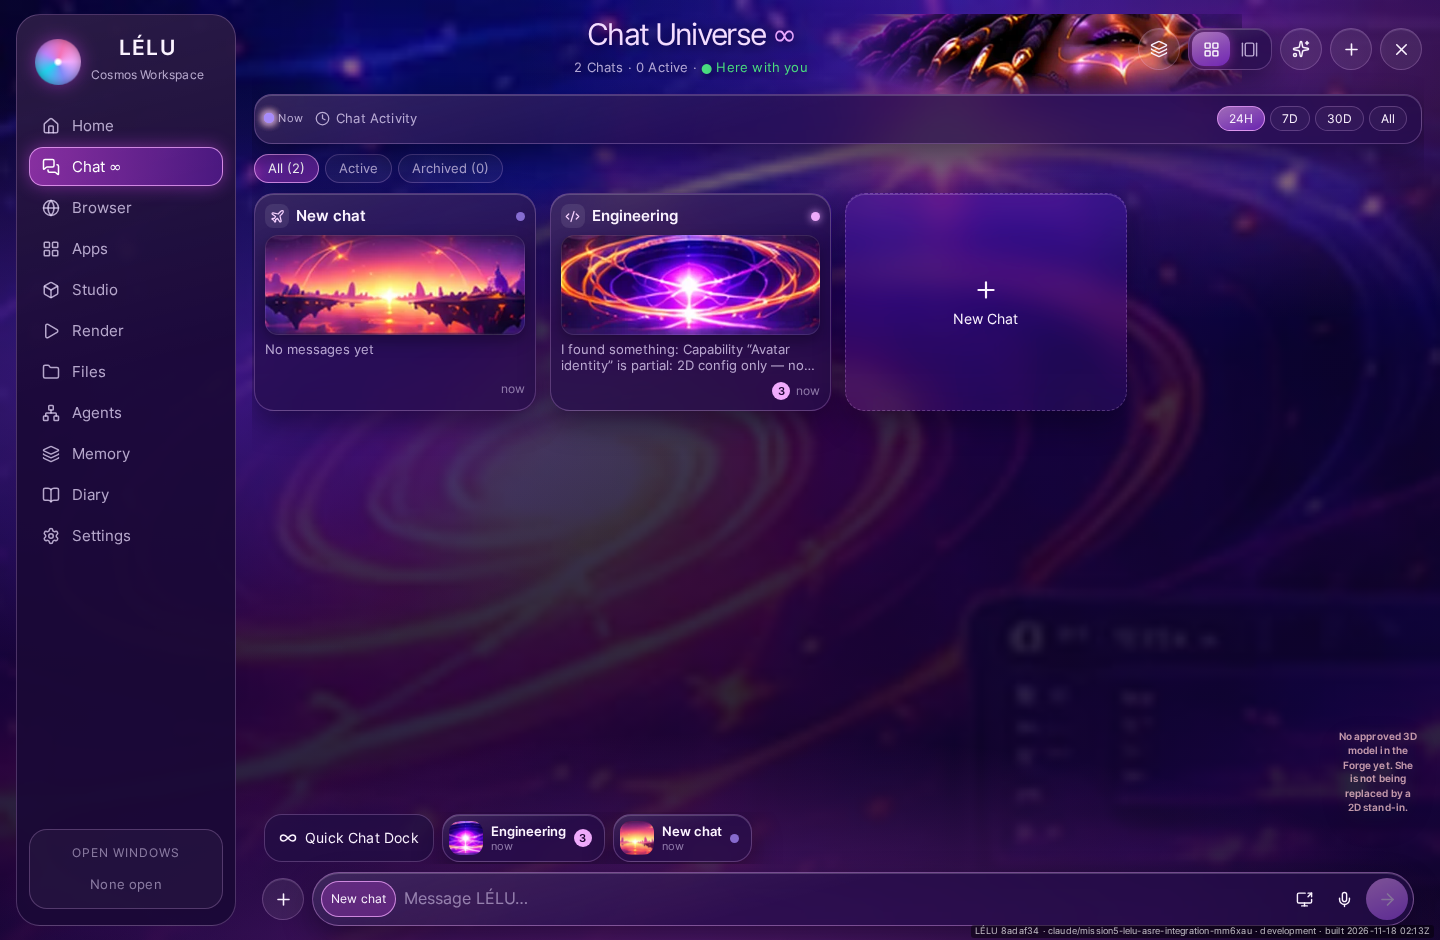 LÉLU
Cosmos Workspace
Home
Chat ∞
Browser
Apps
Studio
Render
Files
Agents
Memory
Diary
Settings
OPEN WINDOWS
None open
Chat Universe ∞
2 Chats · 0 Active · Here with you
Now
Chat Activity
24H
7D
30D
All
All (2)
Active
Archived (0)
New chat
No messages yet
now
Engineering
I found something: Capability “Avatar
identity” is partial: 2D config only — no…
3
now
New Chat
No approved 3D
model in the
Forge yet. She
is not being
replaced by a
2D stand-in.
Quick Chat Dock
Engineering
now
3
New chat
now
New chat
Message LÉLU…
LÉLU 8adaf34 · claude/mission5-lelu-asre-integration-mm6xau · development · built 2026-11-18 02:13Z